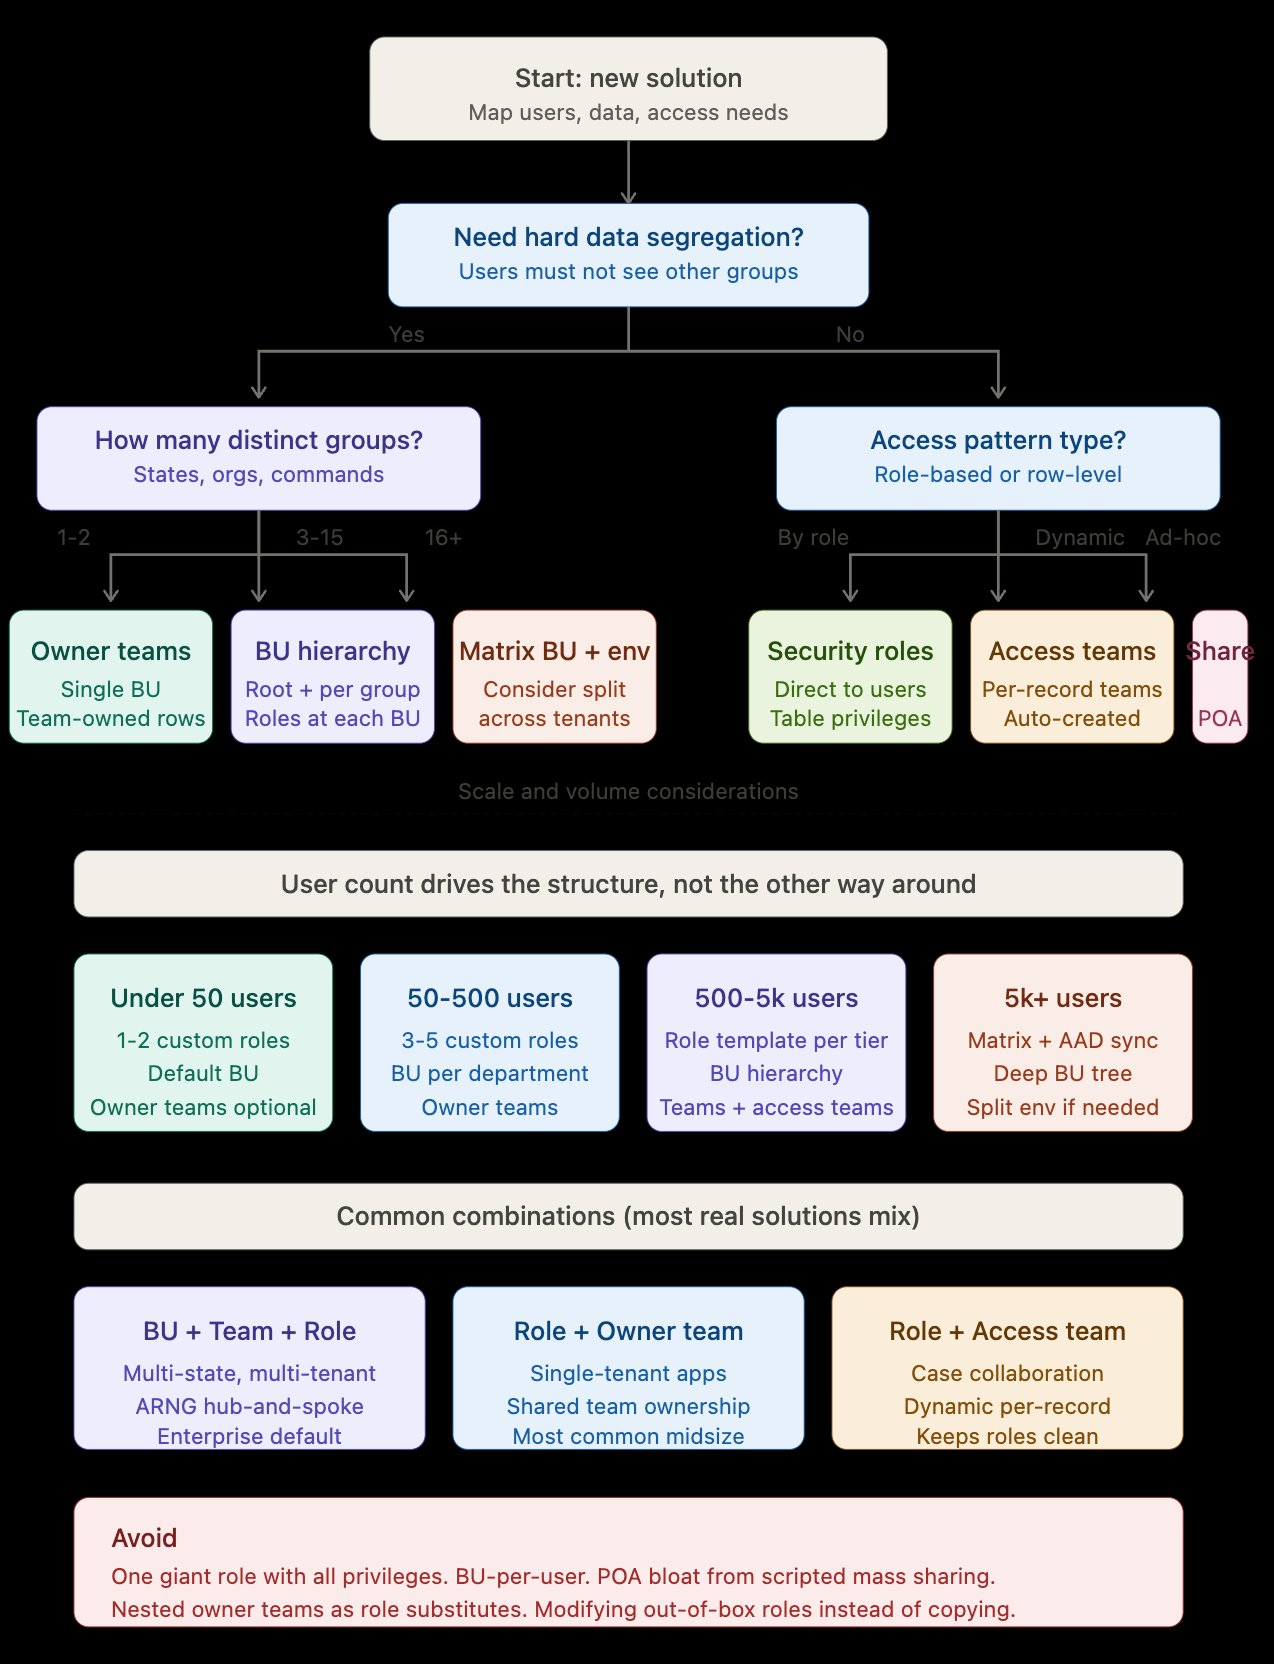 Start: new solution
Map users, data, access needs
Need hard data segregation?
Users must not see other groups
Yes
No
How many distinct groups?
States, orgs, commands
Access pattern type?
Role-based or row-level
1-2
3-15
16+
By role
Dynamic
Ad-hoc
Owner teams
Single BU
Team-owned rows
BU hierarchy
Root + per group
Roles at each BU
Matrix BU + env
Consider split
across tenants
Security roles
Direct to users
Table privileges
Access teams
Per-record teams
Auto-created
Share
POA
Scale and volume considerations
User count drives the structure, not the other way around
Under 50 users
1-2 custom roles
Default BU
Owner teams optional
50-500 users
3-5 custom roles
BU per department
Owner teams
500-5k users
Role template per tier
BU hierarchy
Teams + access teams
5k+ users
Matrix + AAD sync
Deep BU tree
Split env if needed
Common combinations (most real solutions mix)
BU + Team + Role
Multi-state, multi-tenant
ARNG hub-and-spoke
Enterprise default
Role + Owner team
Single-tenant apps
Shared team ownership
Most common midsize
Role + Access team
Case collaboration
Dynamic per-record
Keeps roles clean
Avoid
One giant role with all privileges. BU-per-user. POA bloat from scripted mass sharing.
Nested owner teams as role substitutes. Modifying out-of-box roles instead of copying.